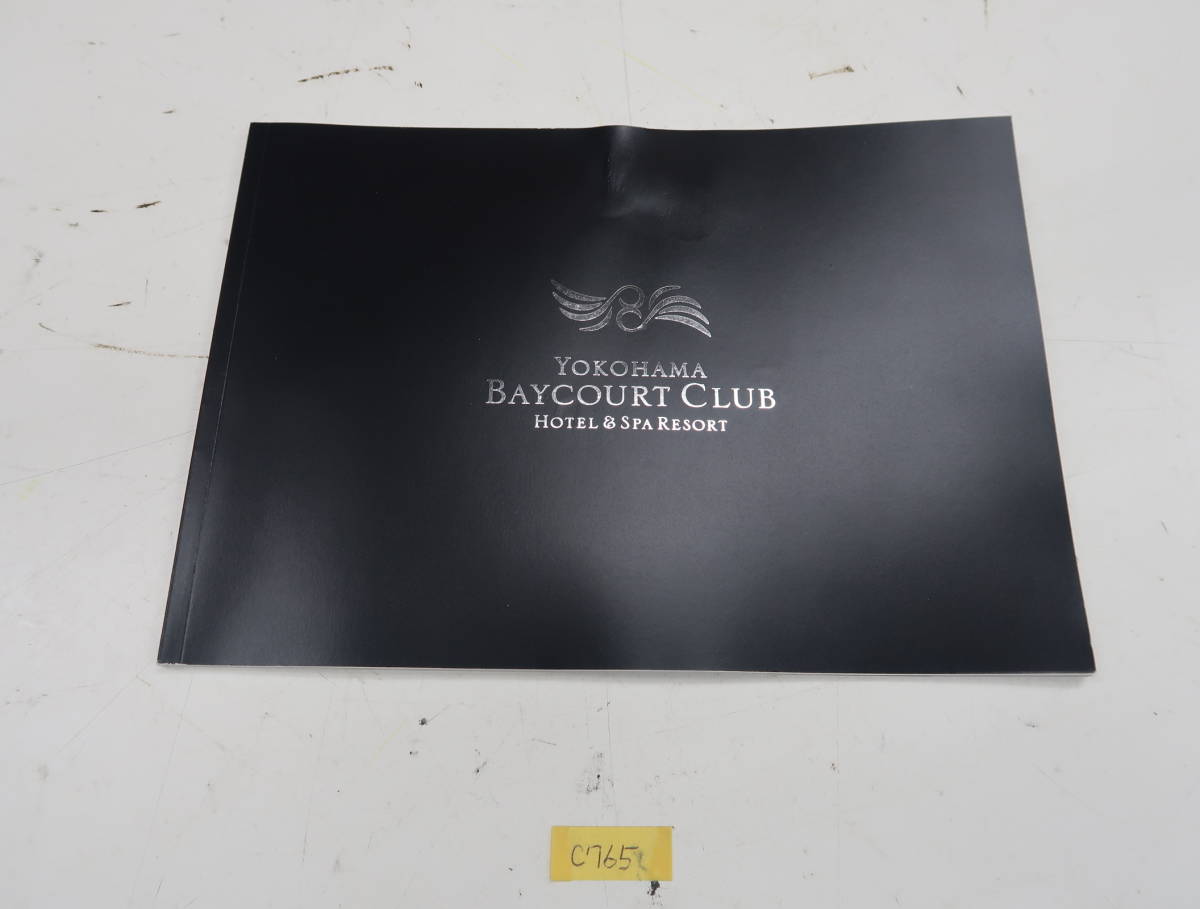 YOKOHAMA
BAYCOURT CLUB
HOTEL & SPA RESORT
C765